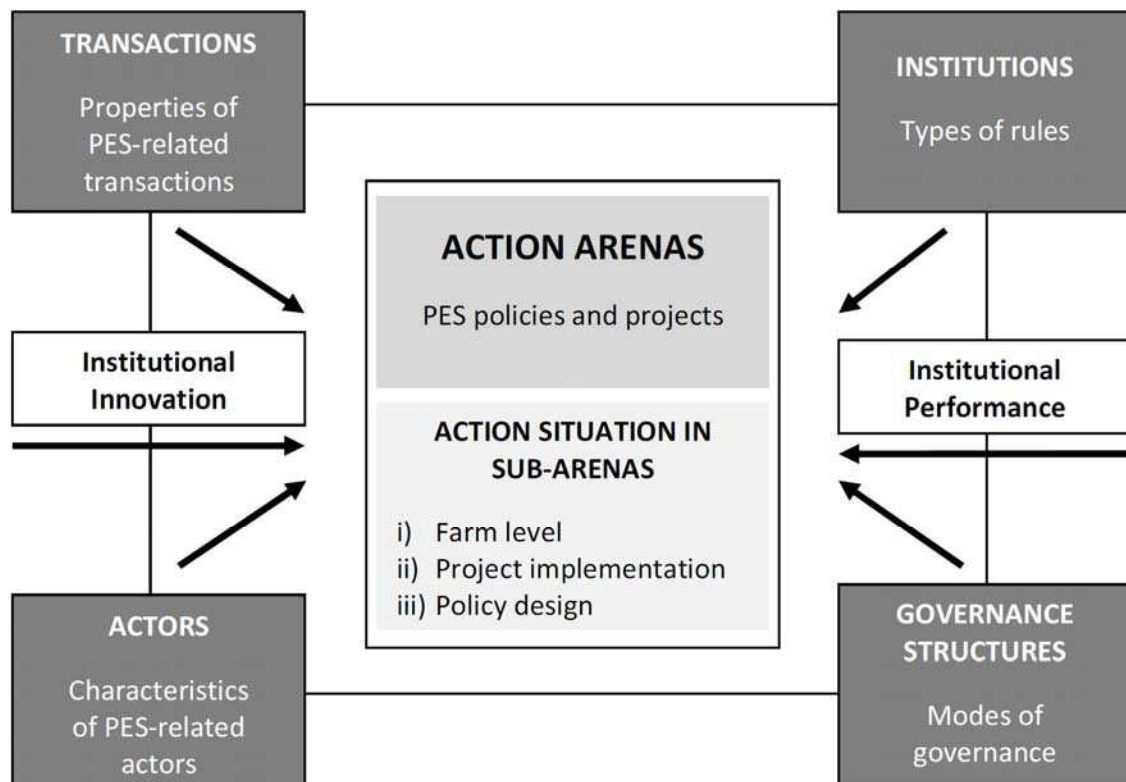 TRANSACTIONS
Properties of
PES-related
transactions
INSTITUTIONS
Types of rules
ACTION ARENAS
PES policies and projects
Institutional
Innovation
Institutional
Performance
ACTION SITUATION IN
SUB-ARENAS
i) Farm level
ii) Project implementation
iii) Policy design
ACTORS
Characteristics
of PES-related
actors
GOVERNANCE
STRUCTURES
Modes of
governance